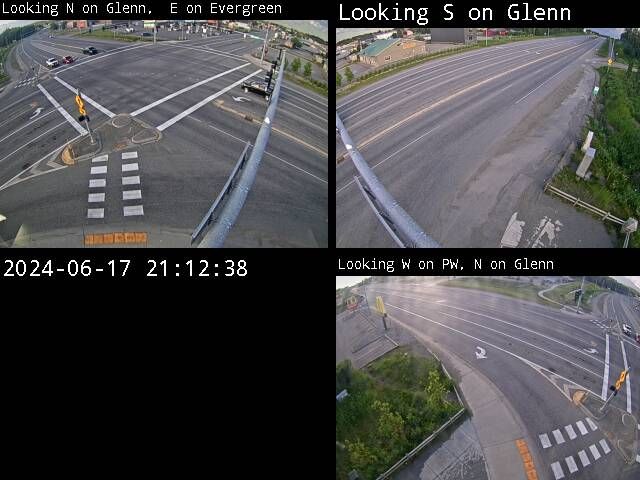 Looking N on Glenn, E on Evergreen
Looking S on Glenn
2024-06-17 21:12:38
Looking W on PW, N on Glenn